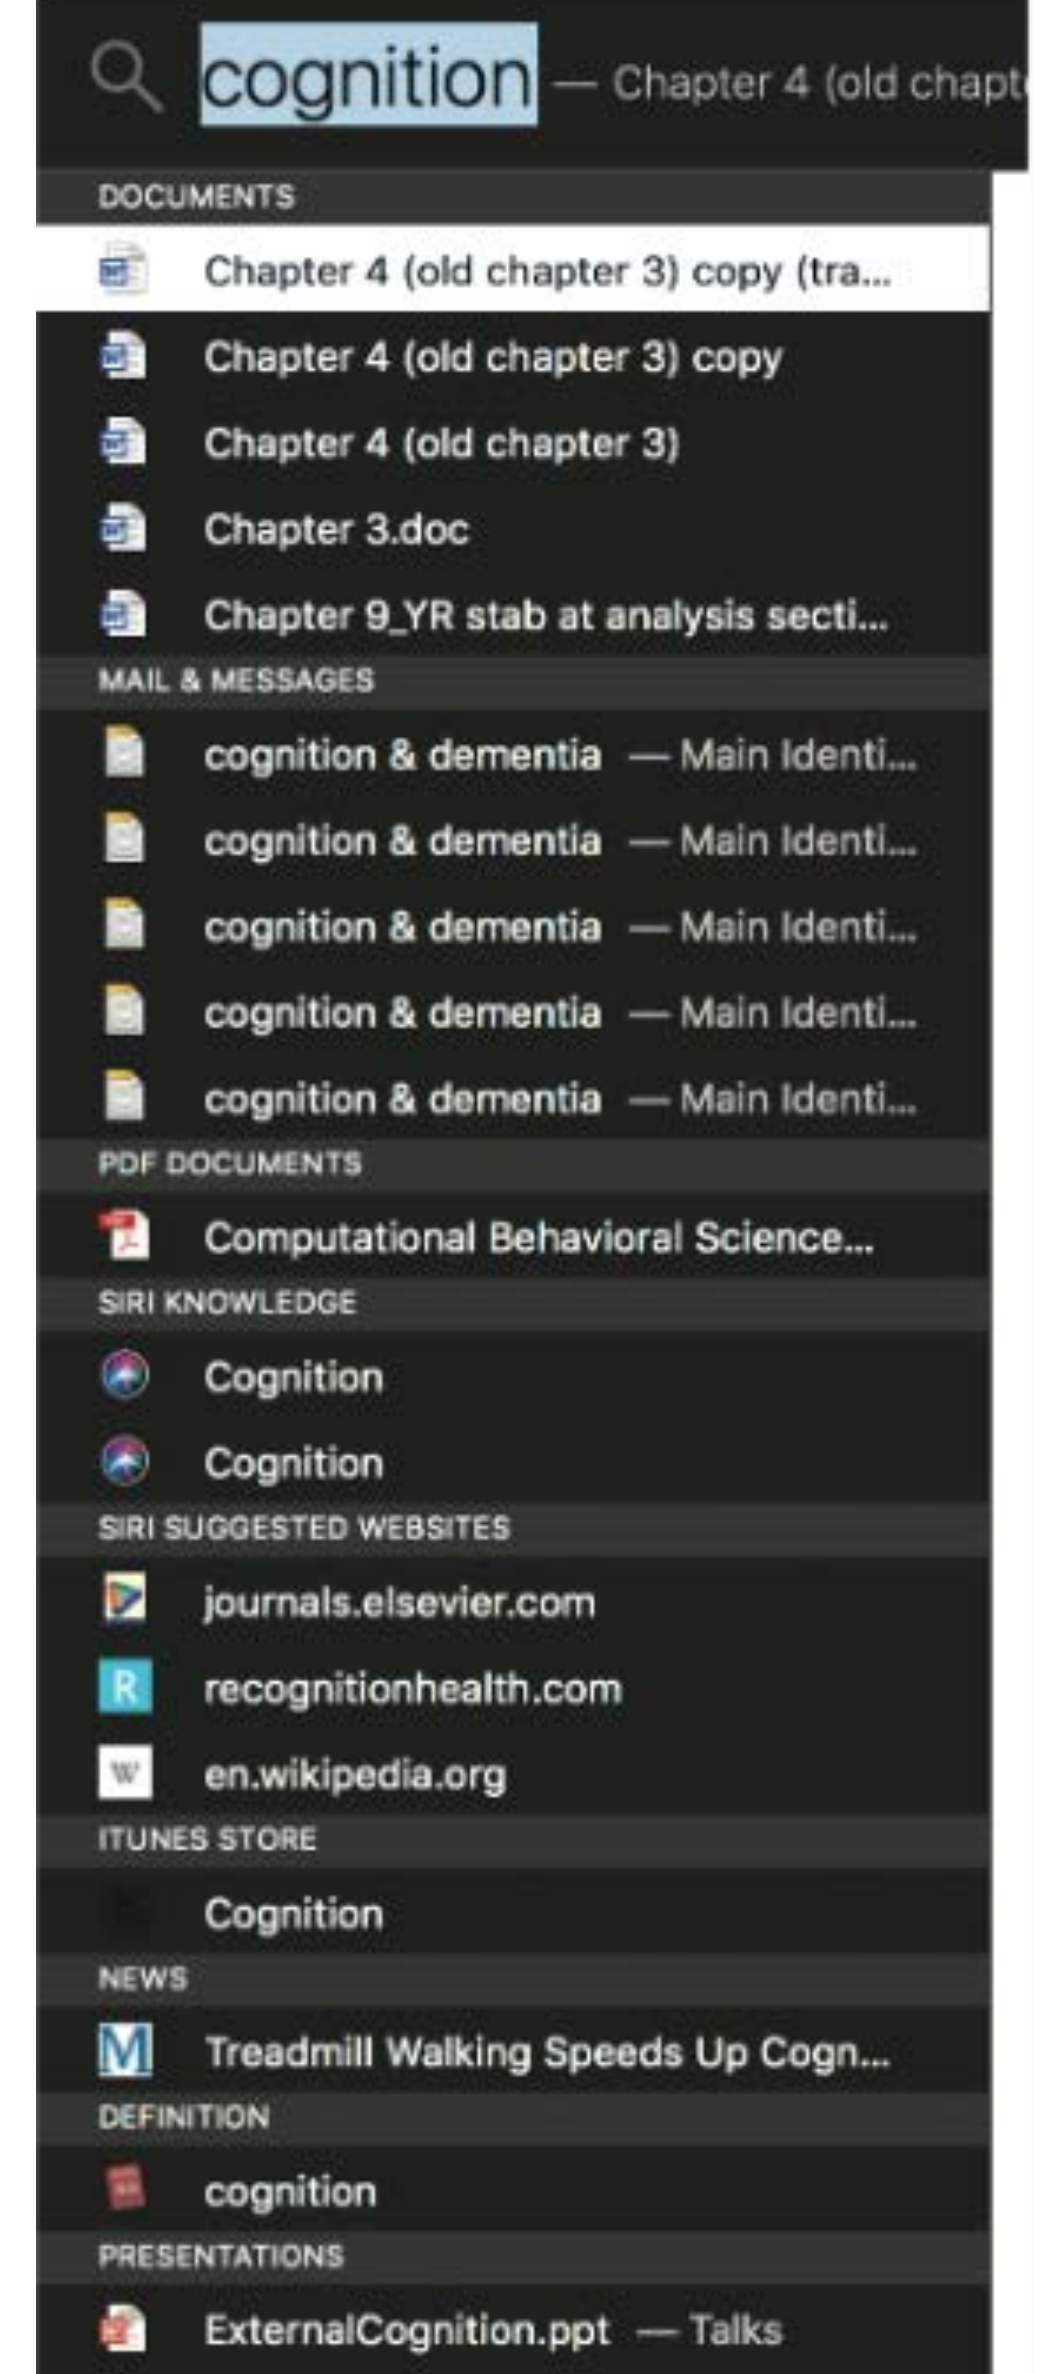 cognition — Chapter 4 (old chapt
DOCUMENTS
Chapter 4 (old chapter 3) copy (tra...
Chapter 4 (old chapter 3) copy
Chapter 4 (old chapter 3)
Chapter 3.doc
Chapter 9_YR stab at analysis secti...
MAIL & MESSAGES
cognition & dementia — Main Identi...
cognition & dementia — Main Identi...
cognition & dementia — Main Identi...
cognition & dementia — Main Identi...
cognition & dementia — Main Identi...
PDF DOCUMENTS
Computational Behavioral Science...
SIRI KNOWLEDGE
Cognition
Cognition
SIRI SUGGESTED WEBSITES
journals.elsevier.com
R recognitionhealth.com
W en.wikipedia.org
ITUNES STORE
Cognition
NEWS
M Treadmill Walking Speeds Up Cogn...
DEFINITION
cognition
PRESENTATIONS
ExternalCognition.ppt — Talks